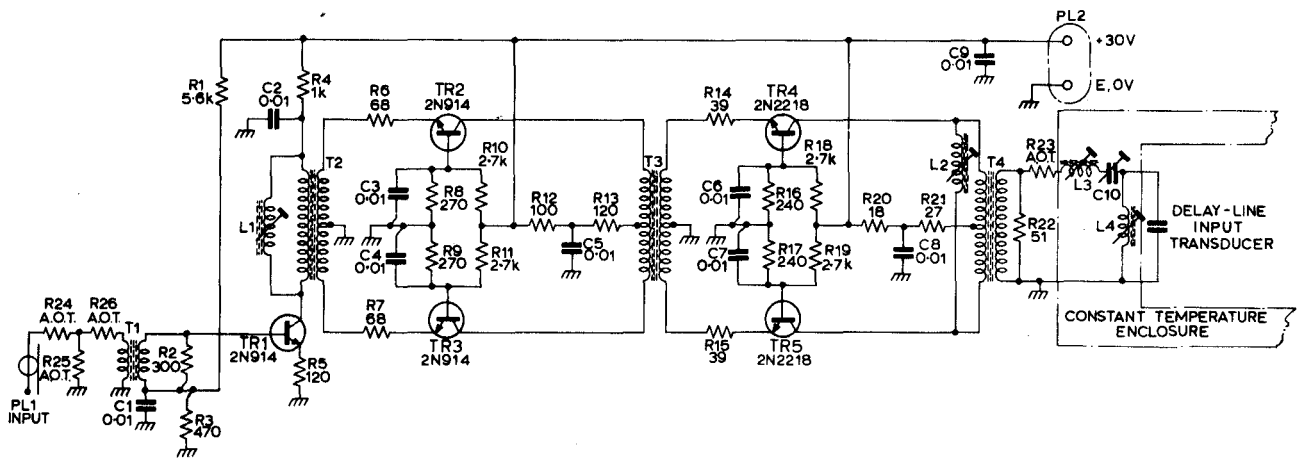 PL2
+30V
E,0V
C9
0·01
R1
5.6k
R4
1k
C2
0·01
R6
68
TR2
2N914
R14
39
TR4
2N2218
L1
T2
C3
0·01
R8
270
R10
2.7k
C4
0·01
R9
270
R11
2.7k
R12
100
R13
120
C5
0·01
T3
C6
0·01
R16
240
R18
2.7k
C7
0·01
R17
240
R19
2.7k
R20
18
R21
27
C8
0·01
L2
T4
R23
A.O.T.
L3
C10
R22
51
L4
DELAY-LINE
INPUT
TRANSDUCER
CONSTANT TEMPERATURE
ENCLOSURE
R7
68
TR3
2N914
R15
39
TR5
2N2218
R24
A.O.T.
R26
A.O.T.
T1
R25
A.O.T.
R2
300
TR1
2N914
R5
120
PL1
INPUT
C1
0·01
R3
470